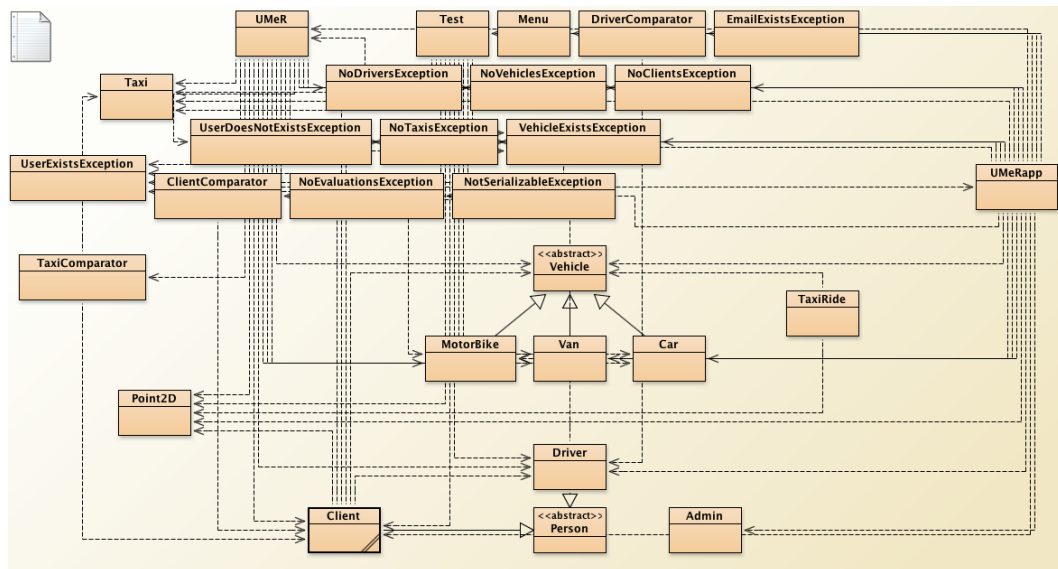 UMeR
Test
Menu
DriverComparator
EmailExistsException
Taxi
NoDriversException
NoVehiclesException
NoClientsException
UserDoesNotExistsException
NoTaxisException
VehicleExistsException
UserExistsException
ClientComparator
NoEvaluationsException
NotSerializableException
UMeRapp
TaxiComparator
<<abstract>>
Vehicle
TaxiRide
MotorBike
Van
Car
Point2D
Driver
Client
<<abstract>>
Person
Admin